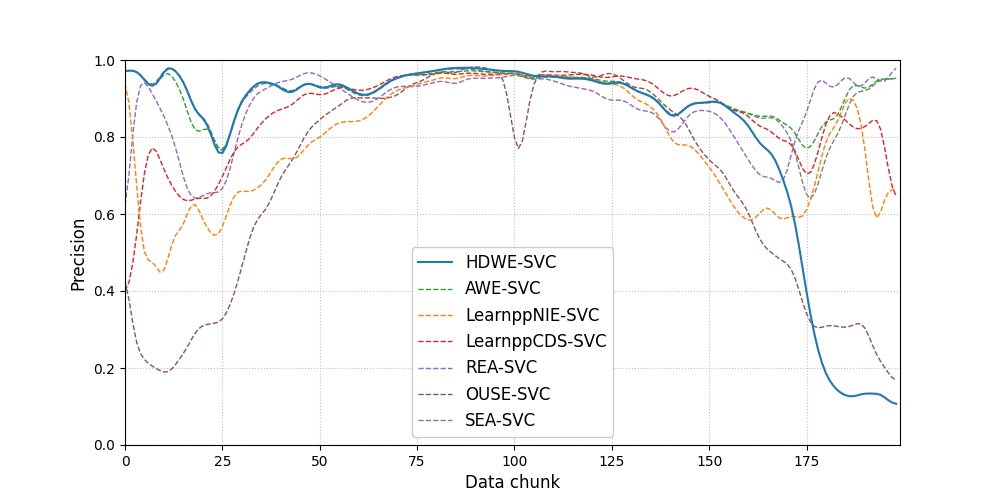 1.0
0.8
0.6
0.4
0.2
0.0
Precision
HDWE-SVC
AWE-SVC
LearnppNIE-SVC
LearnppCDS-SVC
REA-SVC
OUSE-SVC
SEA-SVC
0 25 50 75 100 125 150 175
Data chunk